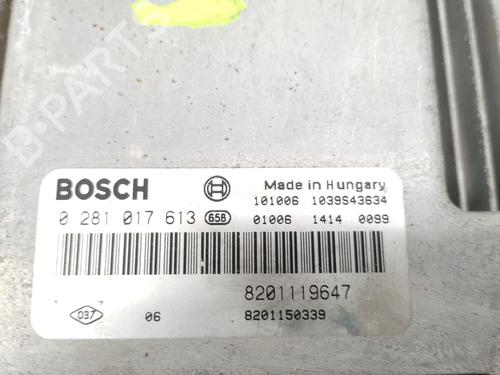 B-PARTS
BOSCH
Made in Hungary
101006 1039S43634
0 281 017 613 658
01006 1414 0099
8201119647
037 06 8201150339